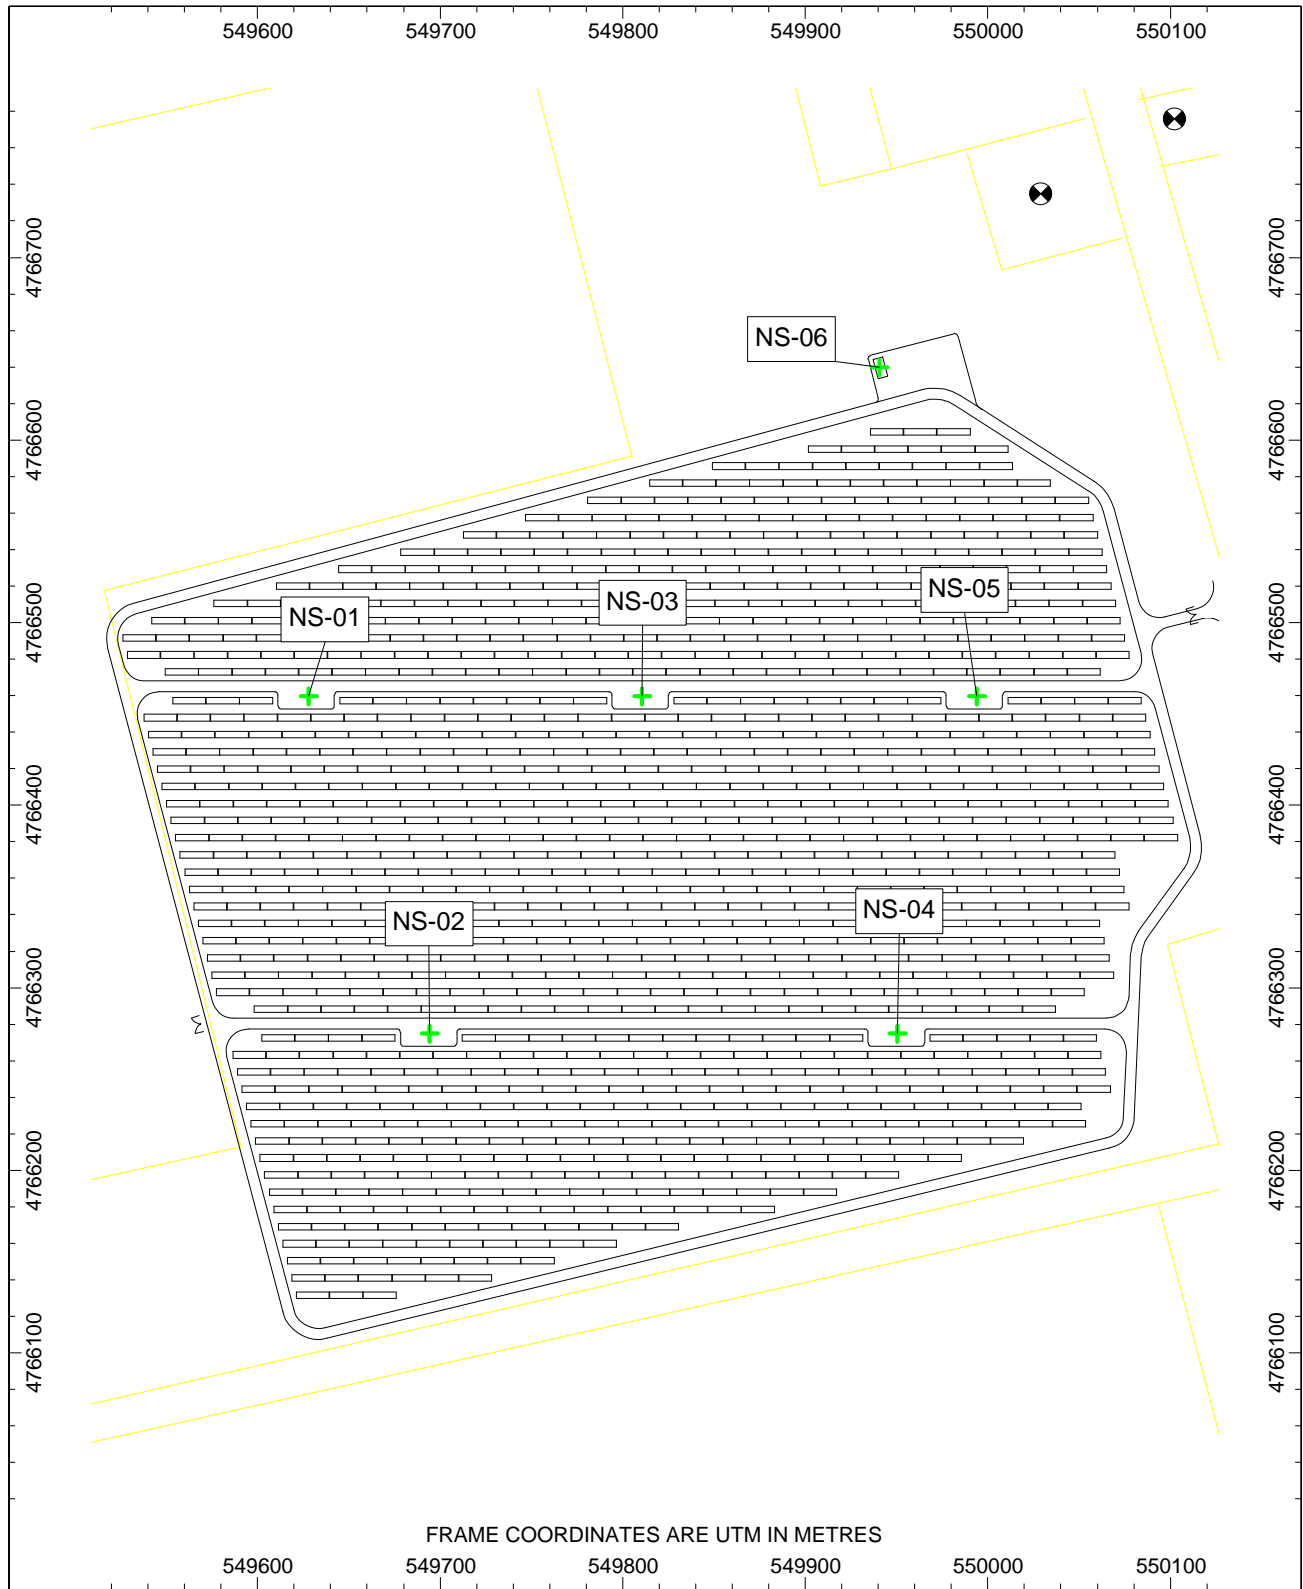 549600 549700 549800 549900 550000 550100
4766700 4766700
NS-06
4766600 4766600
4766500 4766500
NS-05
NS-03
NS-01
4766400 4766400
NS-04
NS-02
4766300 4766300
4766200 4766200
4766100 4766100
FRAME COORDINATES ARE UTM IN METRES
549600 549700 549800 549900 550000 550100